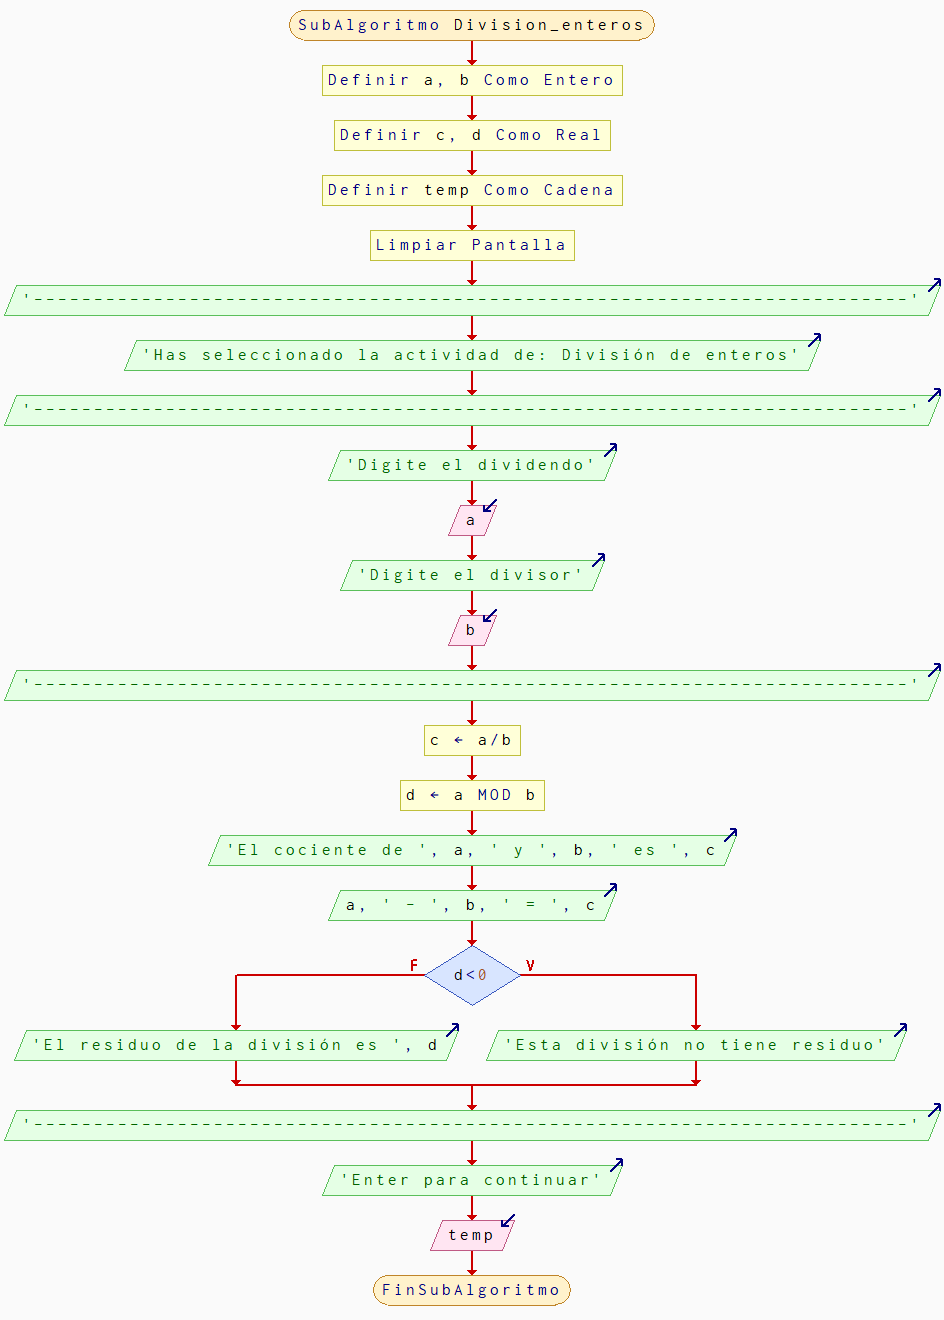 SubAlgoritmo Division_enteros
Definir a, b Como Entero
Definir c, d Como Real
Definir temp Como Cadena
Limpiar Pantalla
'-------------------------------------------------------------------------'
'Has seleccionado la actividad de: División de enteros'
'-------------------------------------------------------------------------'
'Digite el dividendo'
a
'Digite el divisor'
b
'-------------------------------------------------------------------------'
c ← a/b
d ← a MOD b
'El cociente de ', a, ' y ', b, ' es ', c
a, ' - ', b, ' = ', c
F d<0 V
'El residuo de la división es ', d 'Esta división no tiene residuo'
'-------------------------------------------------------------------------'
'Enter para continuar'
temp
FinSubAlgoritmo